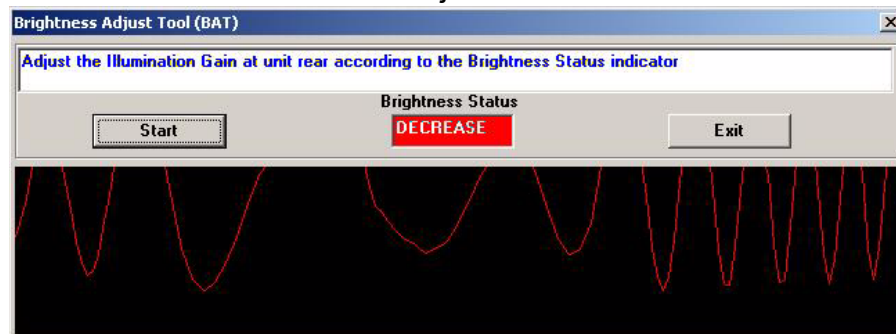 Brightness Adjust Tool (BAT)
Adjust the Illumination Gain at unit rear according to the Brightness Status indicator
Brightness Status
Start DECREASE Exit